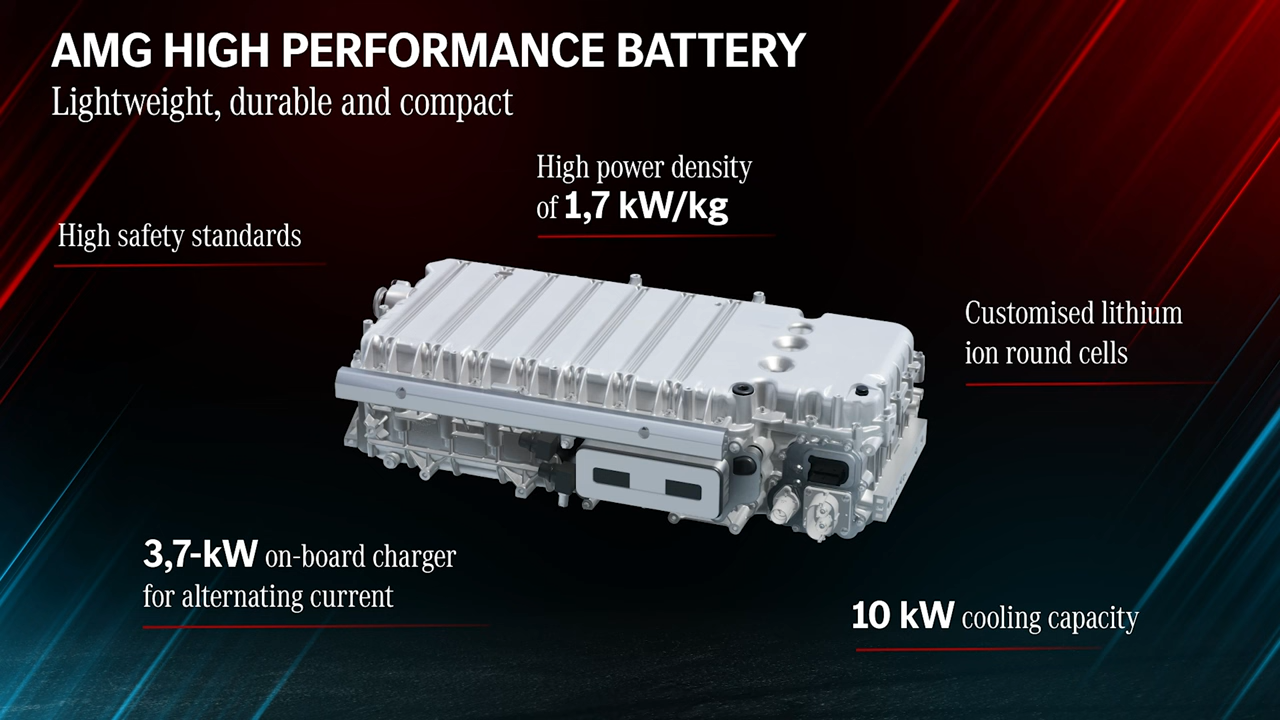 AMG HIGH PERFORMANCE BATTERY
Lightweight, durable and compact
High power density
of 1,7 kW/kg
High safety standards
Customised lithium
ion round cells
3,7-kW on-board charger
for alternating current
10 kW cooling capacity